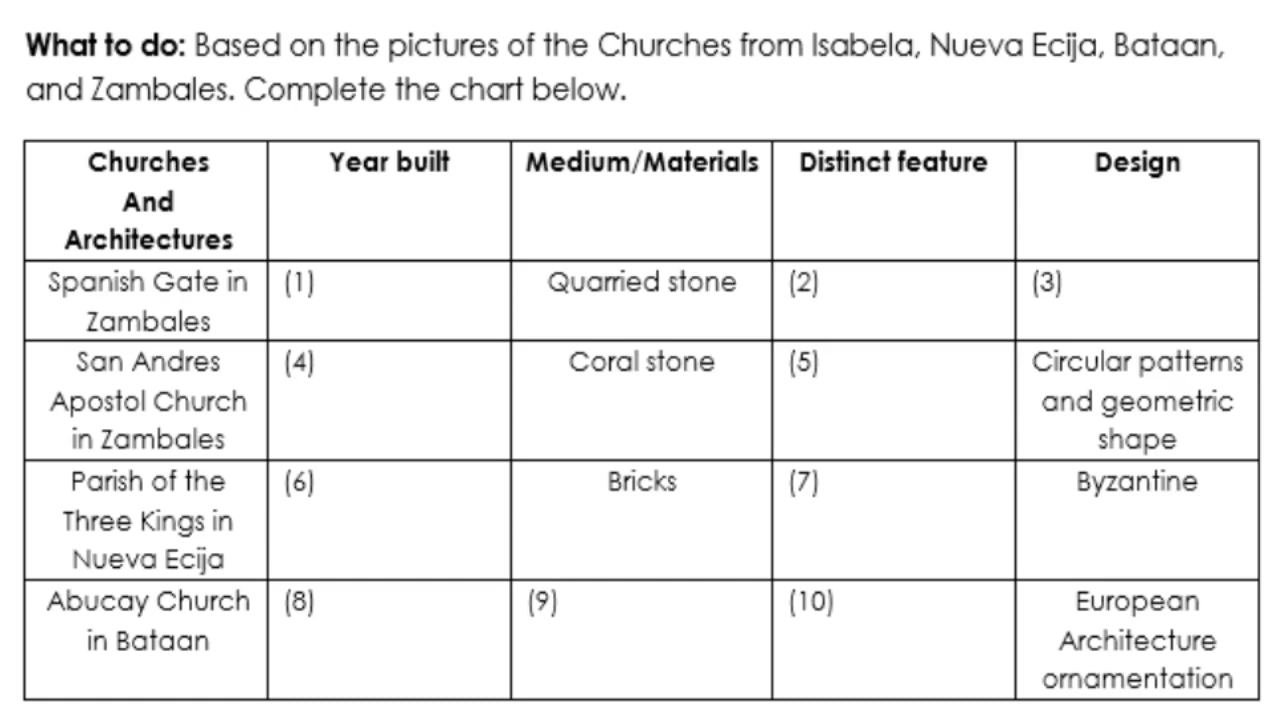 What to do: Based on the pictures of the Churches from Isabela, Nueva Ecija, Bataan,
and Zambales. Complete the chart below.
Churches
And
Architectures
Year built
Medium/Materials
Distinct feature
Design
Spanish Gate in
Zambales
(1)
Quarried stone
(2)
(3)
San Andres
Apostol Church
in Zambales
(4)
Coral stone
(5)
Circular patterns
and geometric
shape
Parish of the
Three Kings in
Nueva Ecija
(6)
Bricks
(7)
Byzantine
Abucay Church
in Bataan
(8)
(9)
(10)
European
Architecture
ornamentation